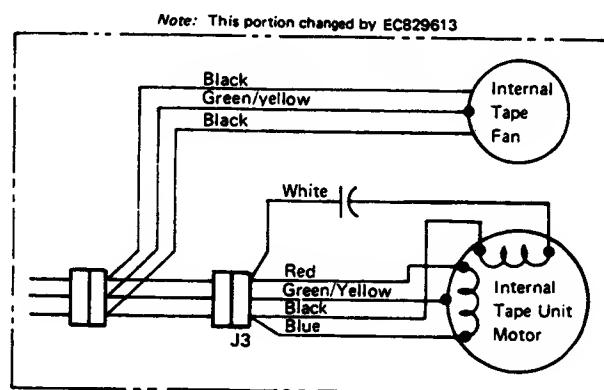 Note: This portion changed by EC829613
Black
Green/yellow
Black
Internal
Tape
Fan
White
Red
Green/Yellow
Black
Blue
J3
Internal
Tape Unit
Motor